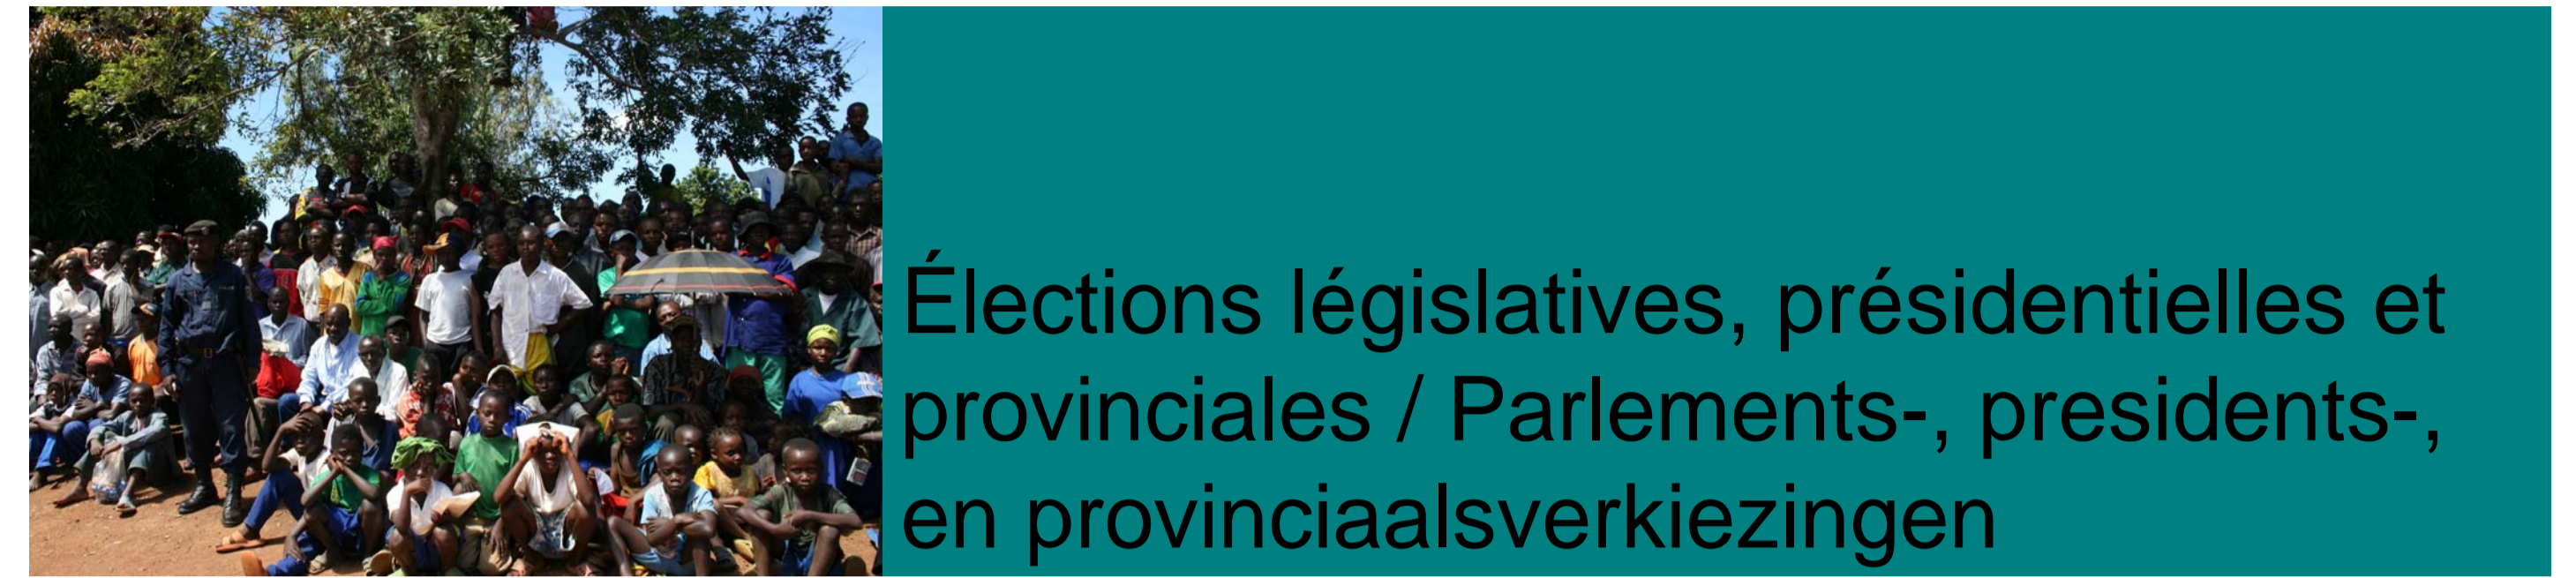 Élections législatives, présidentielles et
provinciales / Parlements-, presidents-,
en provinciaalsverkiezingen